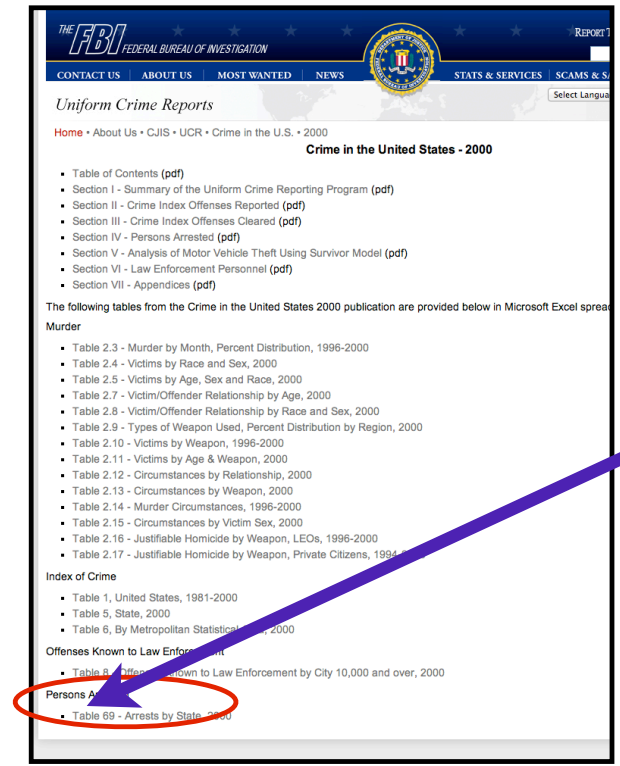 THE FBI FEDERAL BUREAU OF INVESTIGATION
REPORT T
CONTACT US ABOUT US MOST WANTED NEWS STATS & SERVICES SCAMS & S
Uniform Crime Reports
Select Langua
Home • About Us • CJIS • UCR • Crime in the U.S. • 2000
Crime in the United States - 2000
Table of Contents (pdf)
Section I - Summary of the Uniform Crime Reporting Program (pdf)
Section II - Crime Index Offenses Reported (pdf)
Section III - Crime Index Offenses Cleared (pdf)
Section IV - Persons Arrested (pdf)
Section V - Analysis of Motor Vehicle Theft Using Survivor Model (pdf)
Section VI - Law Enforcement Personnel (pdf)
Section VII - Appendices (pdf)
The following tables from the Crime in the United States 2000 publication are provided below in Microsoft Excel sprea
Murder
Table 2.3 - Murder by Month, Percent Distribution, 1996-2000
Table 2.4 - Victims by Race and Sex, 2000
Table 2.5 - Victims by Age, Sex and Race, 2000
Table 2.7 - Victim/Offender Relationship by Age, 2000
Table 2.8 - Victim/Offender Relationship by Race and Sex, 2000
Table 2.9 - Types of Weapon Used, Percent Distribution by Region, 2000
Table 2.10 - Victims by Weapon, 1996-2000
Table 2.11 - Victims by Age & Weapon, 2000
Table 2.12 - Circumstances by Relationship, 2000
Table 2.13 - Circumstances by Weapon, 2000
Table 2.14 - Murder Circumstances, 1996-2000
Table 2.15 - Circumstances by Victim Sex, 2000
Table 2.16 - Justifiable Homicide by Weapon, LEOs, 1996-2000
Table 2.17 - Justifiable Homicide by Weapon, Private Citizens,
Index of Crime
Table 1, United States, 1981-2000
Table 5, State, 2000
Table 6, By Metropolitan Statistical 2000
Offenses Known to Law Enforcement
Table 8 - Known to Law Enforcement by City 10,000 and over, 2000
Persons
Table 69 - Arrests by State, 2000